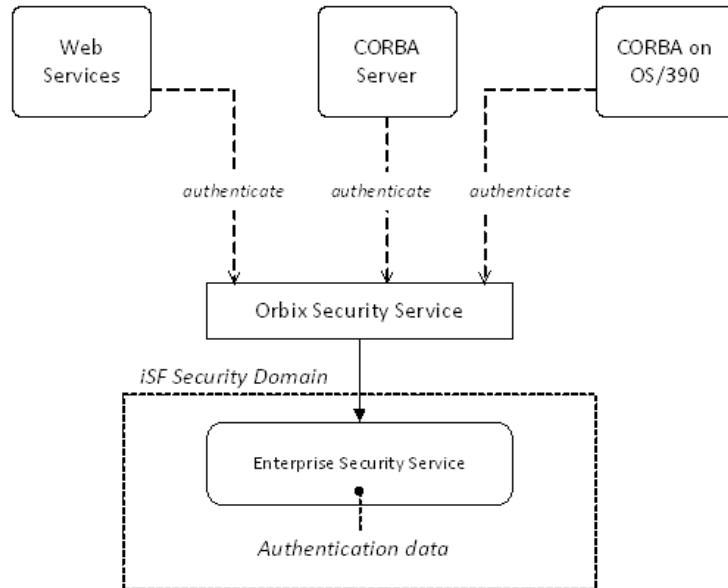 Web
Services
CORBA
Server
CORBA on
OS/390
authenticate
authenticate
authenticate
Orbix Security Service
iSF Security Domain
Enterprise Security Service
Authentication data